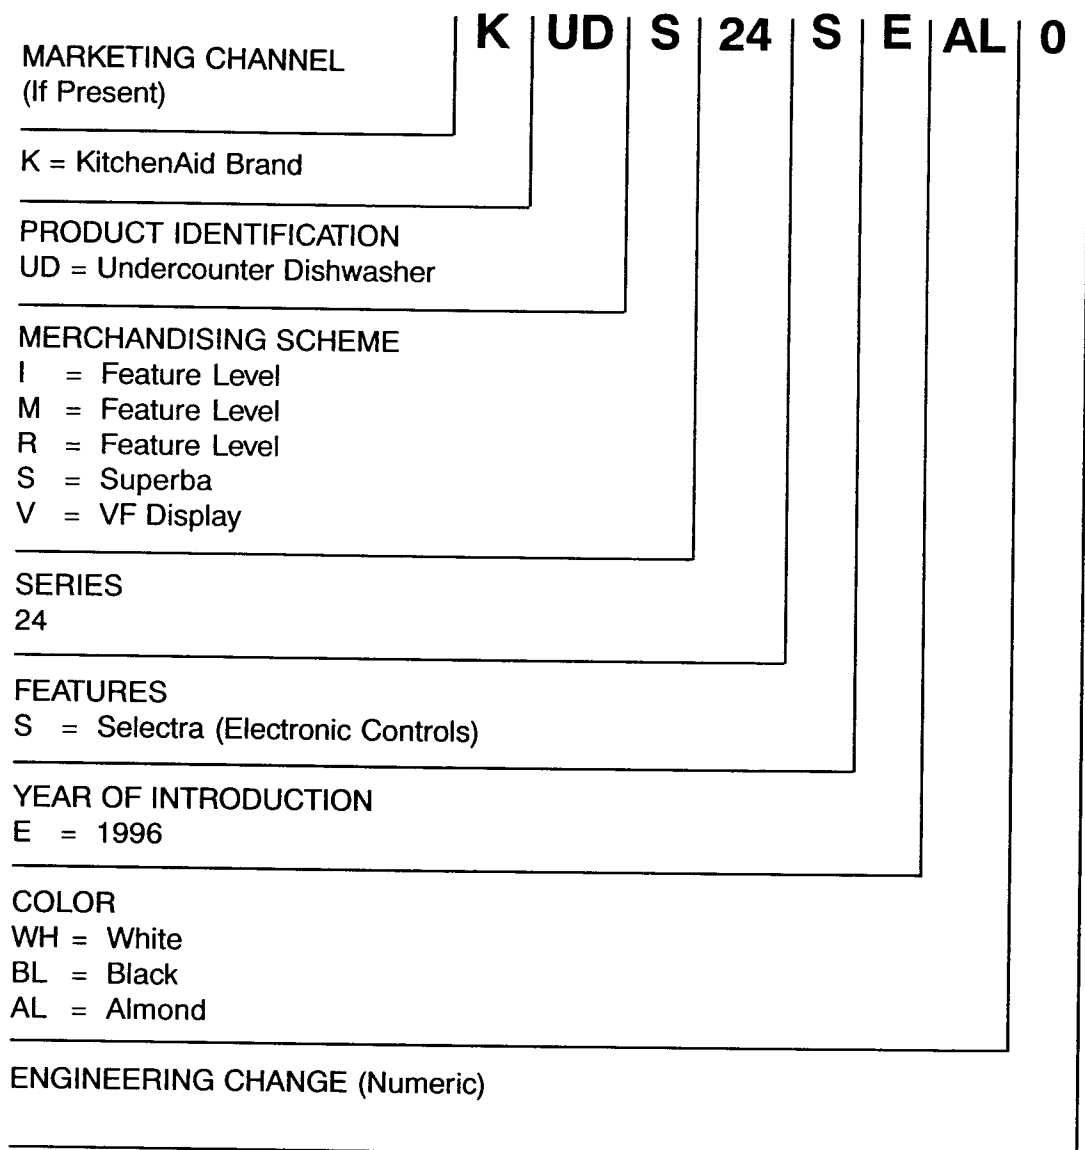 K UD S 24 S E AL 0
MARKETING CHANNEL
(If Present)
K = KitchenAid Brand
PRODUCT IDENTIFICATION
UD = Undercounter Dishwasher
MERCHANDISING SCHEME
I = Feature Level
M = Feature Level
R = Feature Level
S = Superba
V = VF Display
SERIES
24
FEATURES
S = Selectra (Electronic Controls)
YEAR OF INTRODUCTION
E = 1996
COLOR
WH = White
BL = Black
AL = Almond
ENGINEERING CHANGE (Numeric)